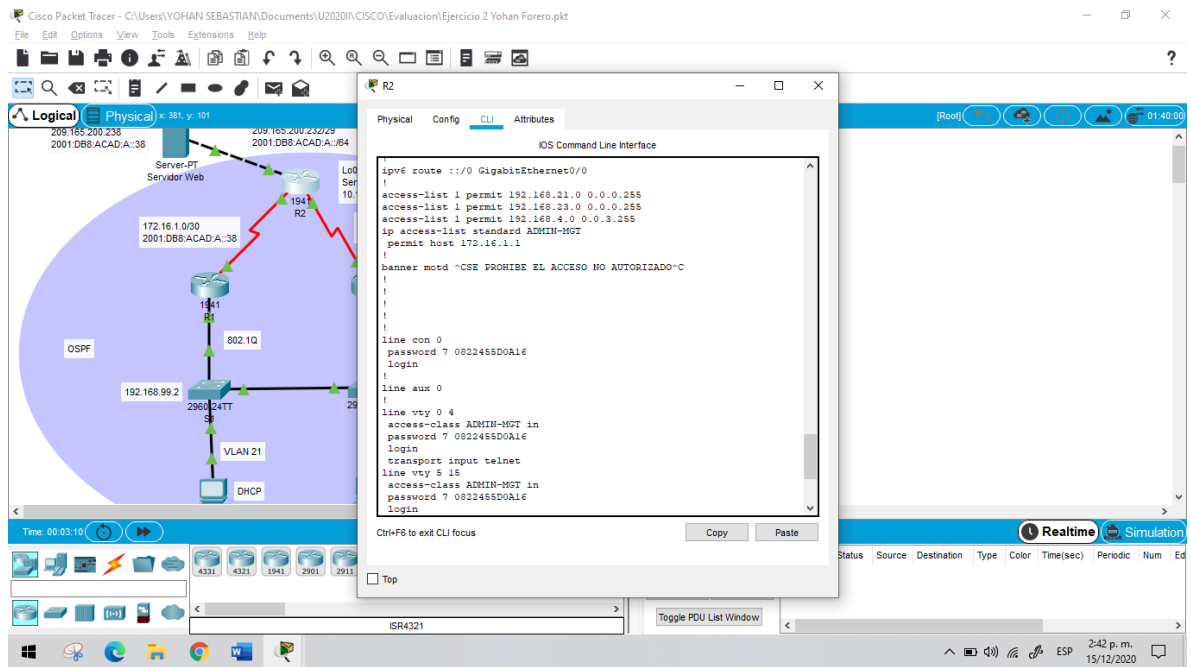 Cisco Packet Tracer - C:\Users\YOHAN SEBASTIAN\Documents\U2020II\CISCO\Evaluacion\Ejercicio 2 Yohan Forero.pkt
File Edit Options View Tools Extensions Help
?
Logical Physical x: 381, y: 101
[Root] 01:40:00
209.165.200.238
2001:DB8:ACAD:A::38
209.165.200.232/29
2001:DB8:ACAD:A::/64
Server-PT
Servidor Web
Lo0
Ser
10.
1941
R2
172.16.1.0/30
2001:DB8:ACAD:A::38
1941
R1
OSPF
802.1Q
192.168.99.2
2960-24TT
S1
29
VLAN 21
DHCP
R2
Physical Config CLI Attributes
IOS Command Line Interface
!
ipv6 route ::/0 GigabitEthernet0/0
!
access-list 1 permit 192.168.21.0 0.0.0.255
access-list 1 permit 192.168.23.0 0.0.0.255
access-list 1 permit 192.168.4.0 0.0.3.255
ip access-list standard ADMIN-MGT
permit host 172.16.1.1
!
banner motd ^CSE PROHIBE EL ACCESO NO AUTORIZADO^C
!
!
!
!
!
!
line con 0
password 7 0822455D0A16
login
!
line aux 0
!
line vty 0 4
access-class ADMIN-MGT in
password 7 0822455D0A16
login
transport input telnet
line vty 5 15
access-class ADMIN-MGT in
password 7 0822455D0A16
login
Ctrl+F6 to exit CLI focus
Copy Paste
Top
Time: 00:03:10
Realtime Simulation
4331 4321 1941 2901 2911
Status Source Destination Type Color Time(sec) Periodic Num Ed
Toggle PDU List Window
ISR4321
ESP
2:42 p. m.
15/12/2020